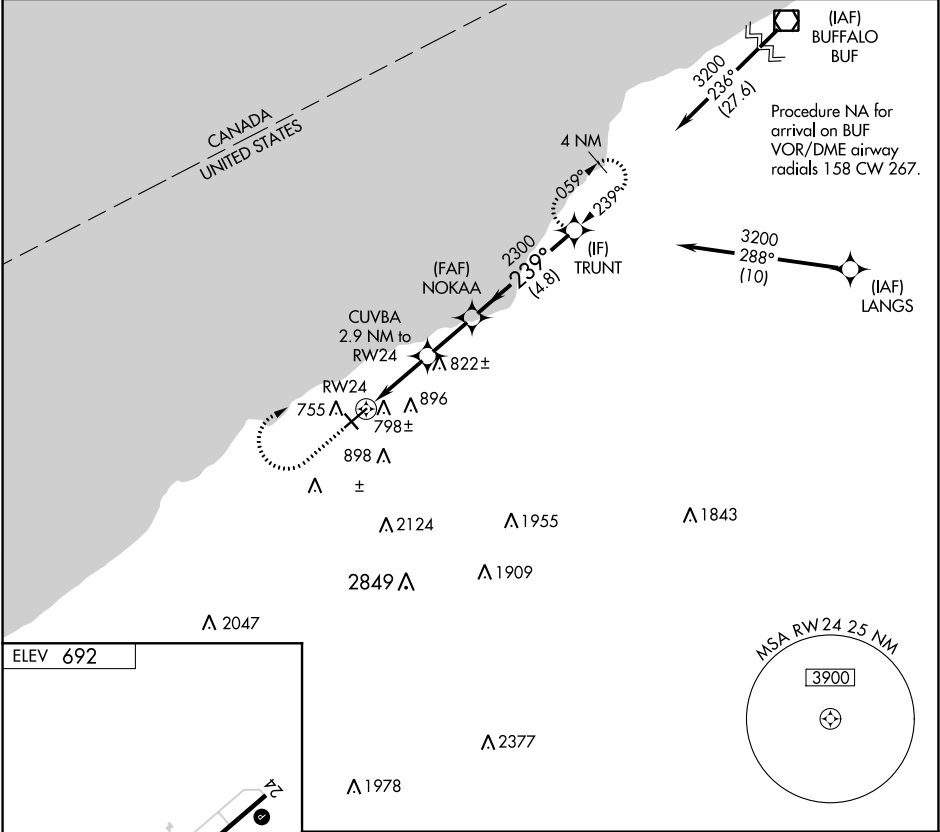 (IAF)
BUFFALO
BUF
3200
236°
(27.6)
Procedure NA for
arrival on BUF
VOR/DME airway
radials 158 CW 267.
CANADA
UNITED STATES
4 NM
059°
239°
(IF)
TRUNT
2300
239°
(4.8)
3200
288°
(10)
(IAF)
LANGS
(FAF)
NOKAA
CUVBA
2.9 NM to
RW24
822±
RW24
755
896
798±
898
±
2124
1955
1843
2849
1909
2047
ELEV 692
MSA RW24 25 NM
3900
2377
1978
24
P